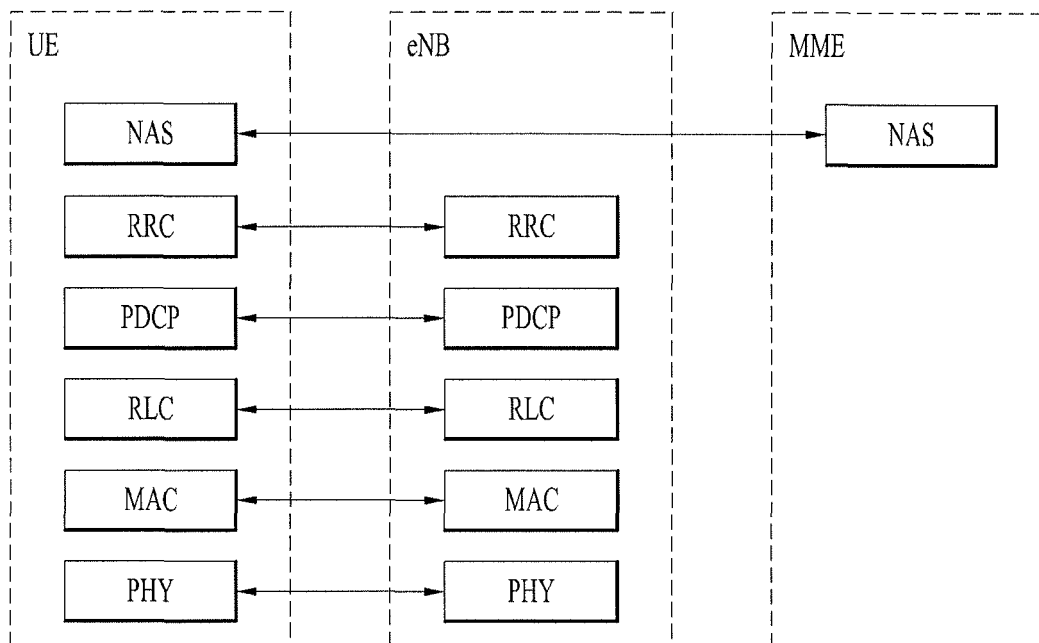 UE eNB MME
NAS NAS
RRC RRC
PDCP PDCP
RLC RLC
MAC MAC
PHY PHY